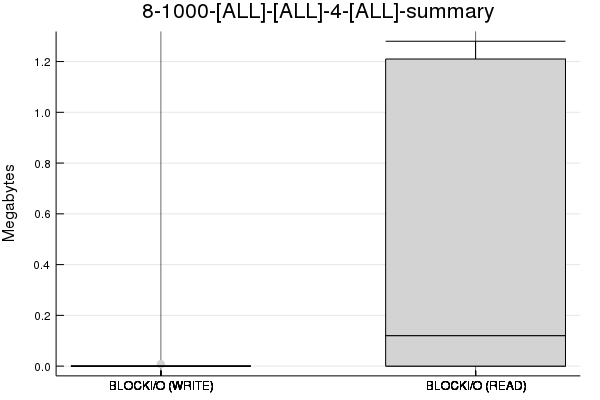 8-1000-[ALL]-[ALL]-4-[ALL]-summary
Megabytes
1.2
1.0
0.8
0.6
0.4
0.2
0.0
BLOCKI/O (WRITE)
BLOCKI/O (READ)